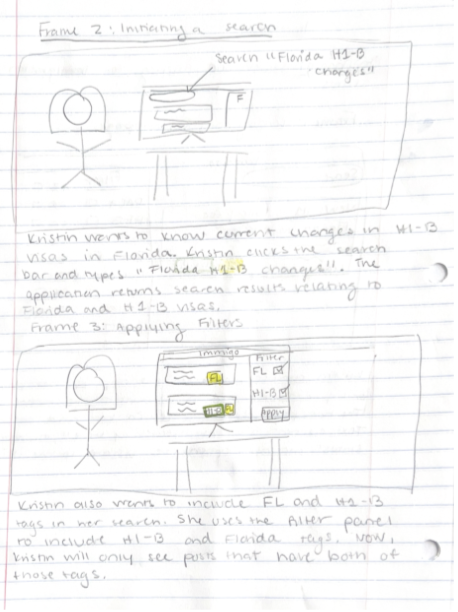 Frame 2: Initiating a search
search "Florida H1-B
changes"
F
Kristin wants to know current changes in H1-B
visas in Florida. Kristin clicks the search
bar and types "Florida H1-B changes". The
application returns search results relating to
Florida and H1-B visas.
Frame 3: Applying Filters
Immigo
Filter
FL
FL
H1-B
H1-B
FL
Apply
Kristin also wants to include FL and H1-B
tags in her search. She uses the filter panel
to include H1-B and Florida tags. Now,
Kristin will only see posts that have both of
those tags.